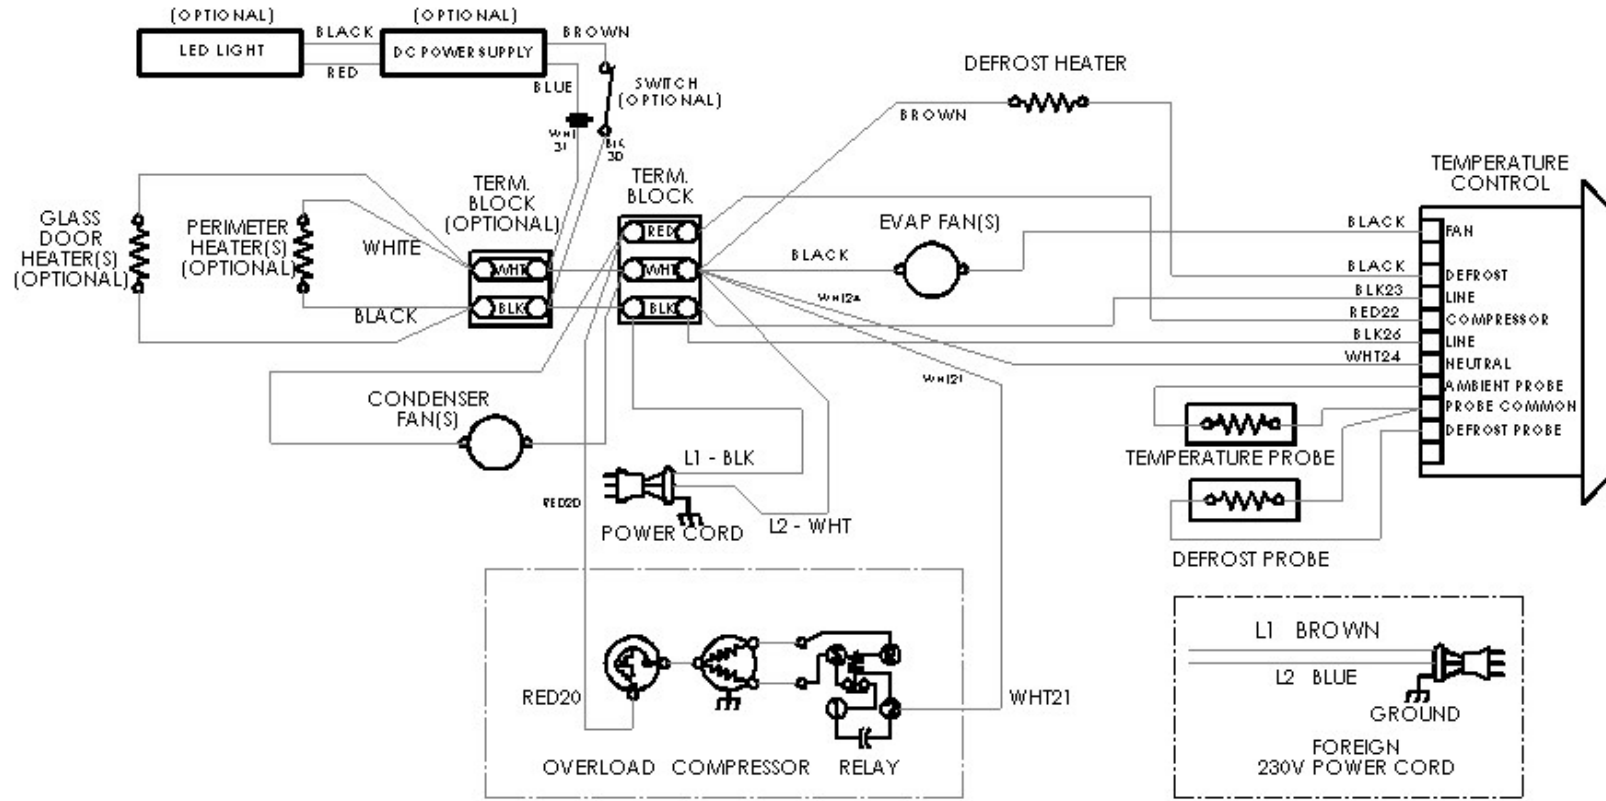 (OPTIONAL)
LED LIGHT
BLACK
RED
(OPTIONAL)
DC POWER SUPPLY
BROWN
BLUE
SWITCH
(OPTIONAL)
WHT
31
BLK
30
DEFROST HEATER
BROWN
TEMPERATURE
CONTROL
GLASS
DOOR
HEATER(S)
(OPTIONAL)
PERIMETER
HEATER(S)
(OPTIONAL)
WHITE
BLACK
TERM.
BLOCK
(OPTIONAL)
WHT
BLK
TERM.
BLOCK
RED
WHT
BLK
EVAP FAN(S)
BLACK
WHT24
WHT21
BLACK
FAN
BLACK
DEFROST
BLK23
LINE
RED22
COMPRESSOR
BLK26
LINE
WHT24
NEUTRAL
AMBIENT PROBE
PROBE COMMON
DEFROST PROBE
TEMPERATURE PROBE
DEFROST PROBE
CONDENSER
FAN(S)
L1 - BLK
L2 - WHT
POWER CORD
RED20
RED20
WHT21
1
2
OVERLOAD
COMPRESSOR
RELAY
L1 BROWN
L2 BLUE
GROUND
FOREIGN
230V POWER CORD